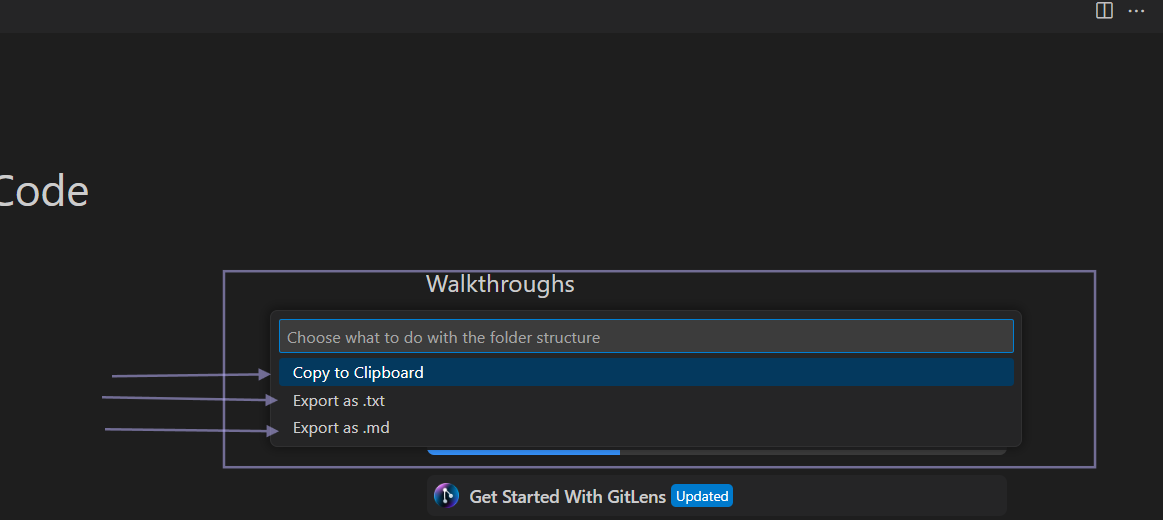 Code
Walkthroughs
Choose what to do with the folder structure
Copy to Clipboard
Export as .txt
Export as .md
Get Started With GitLens Updated